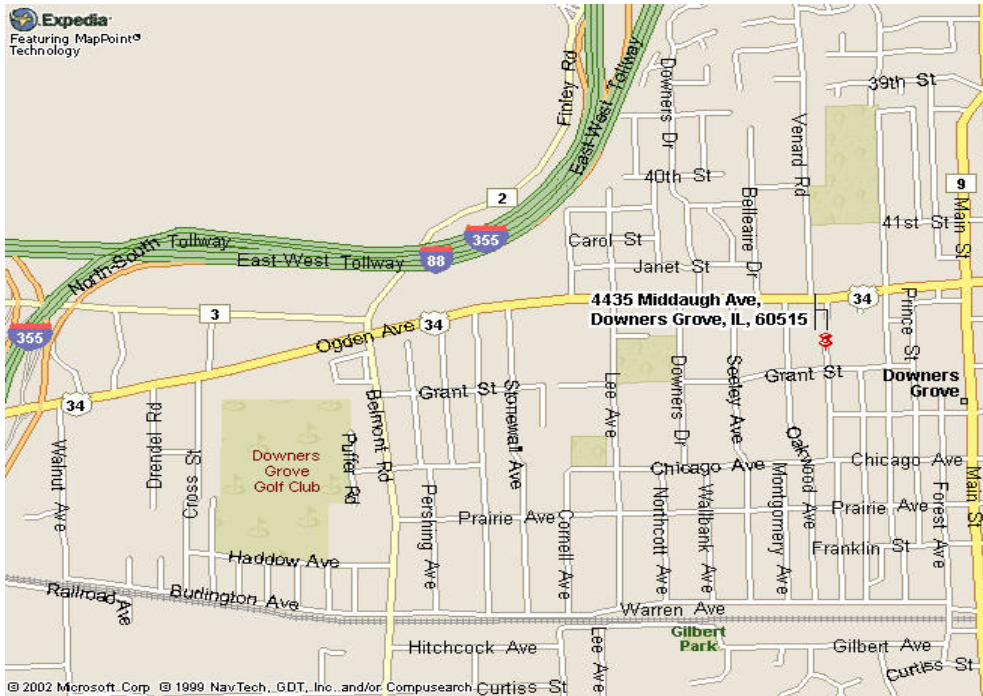 Expedia
Featuring MapPoint®
Technology
39th St
Finley Rd
East-West Tollway
Downers Dr
Venard Rd
40th St
Belleaire Dr
2
9
Main St
41st St
Carol St
355
North-South Tollway
East-West Tollway
88
Janet St
4435 Middaugh Ave,
Downers Grove, IL, 60515
34
Prince St
3
34
355
Ogden Ave
Grant St
Downers
Grove
34
Grant St
Stonewall Ave
Lee Ave
Downers Dr
Seeley Ave
Belmont Rd
Drendel Rd
Walnut Ave
Cross St
Downers
Grove
Golf Club
Puffer Rd
Oakwood Ave
Chicago Ave
Chicago Ave
Pershing Ave
Prairie Ave
Cornell Ave
Northcott Ave
Wallbank Ave
Montgomery Ave
Prairie Ave
Forest Ave
Main St
Franklin St
Haddow Ave
Railroad Ave
Burlington Ave
Warren Ave
Gilbert
Park
Hitchcock Ave
Lee Ave
Gilbert Ave
Curtiss St
Curtiss St
© 2002 Microsoft Corp © 1999 NavTech, GDT, Inc. and/or Compusearch